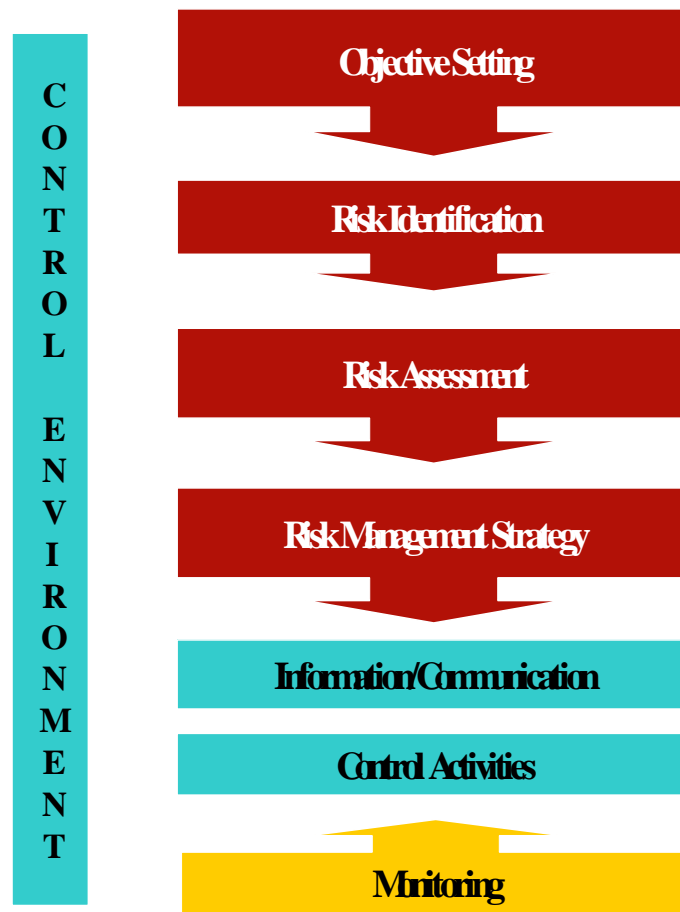 CONTROL ENVIRONMENT
Objective Setting
Risk Identification
Risk Assessment
Risk Management Strategy
Information/Communication
Control Activities
Monitoring